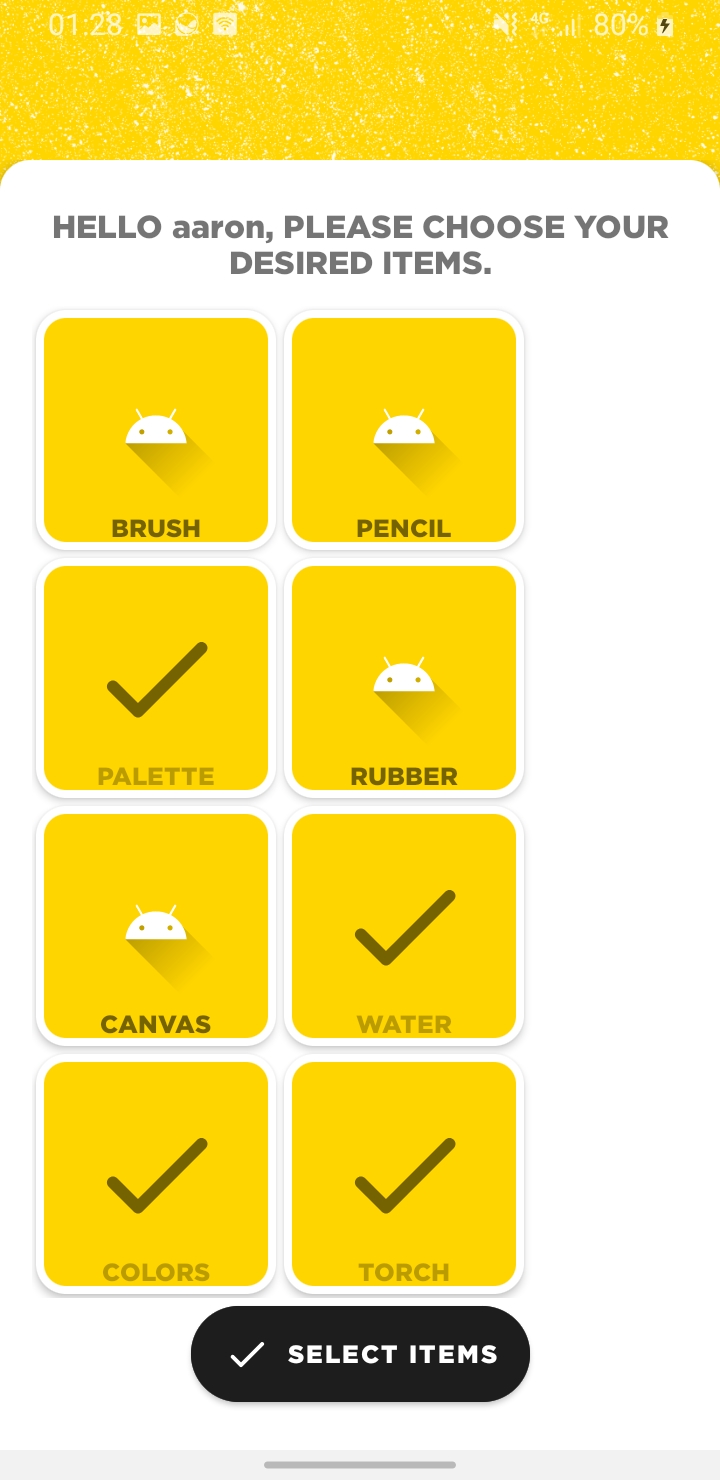 01:28 4G 80%
HELLO aaron, PLEASE CHOOSE YOUR
DESIRED ITEMS.
BRUSH PENCIL
PALETTE RUBBER
CANVAS WATER
COLORS TORCH
SELECT ITEMS